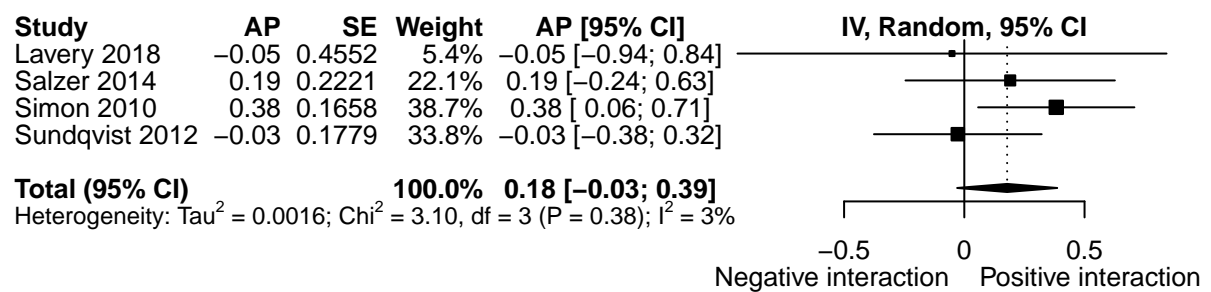 Study AP SE Weight AP [95% CI] IV, Random, 95% CI
Lavery 2018 −0.05 0.4552 5.4% −0.05 [−0.94; 0.84]
Salzer 2014 0.19 0.2221 22.1% 0.19 [−0.24; 0.63]
Simon 2010 0.38 0.1658 38.7% 0.38 [ 0.06; 0.71]
Sundqvist 2012 −0.03 0.1779 33.8% −0.03 [−0.38; 0.32]
Total (95% CI) 100.0% 0.18 [−0.03; 0.39]
Heterogeneity: Tau² = 0.0016; Chi² = 3.10, df = 3 (P = 0.38); I² = 3%
−0.5 0 0.5
Negative interaction Positive interaction